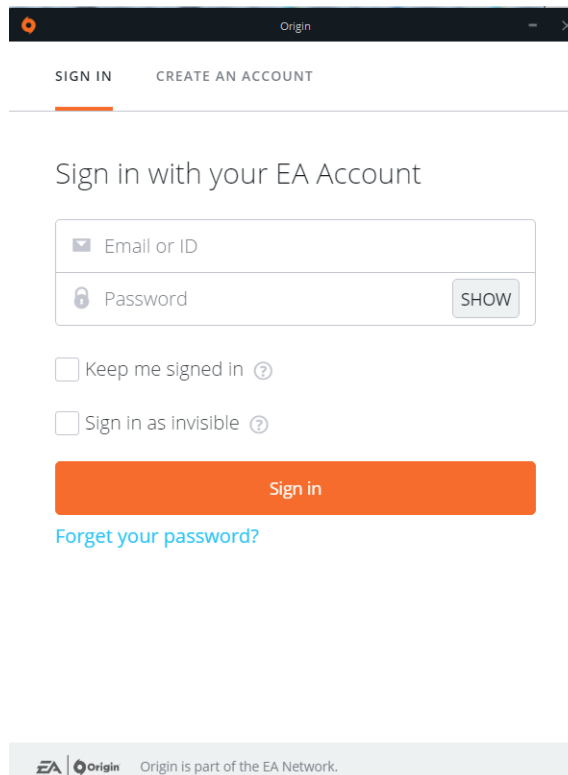 Origin
SIGN IN CREATE AN ACCOUNT
Sign in with your EA Account
Email or ID
Password SHOW
Keep me signed in ?
Sign in as invisible ?
Sign in
Forget your password?
EA Origin Origin is part of the EA Network.